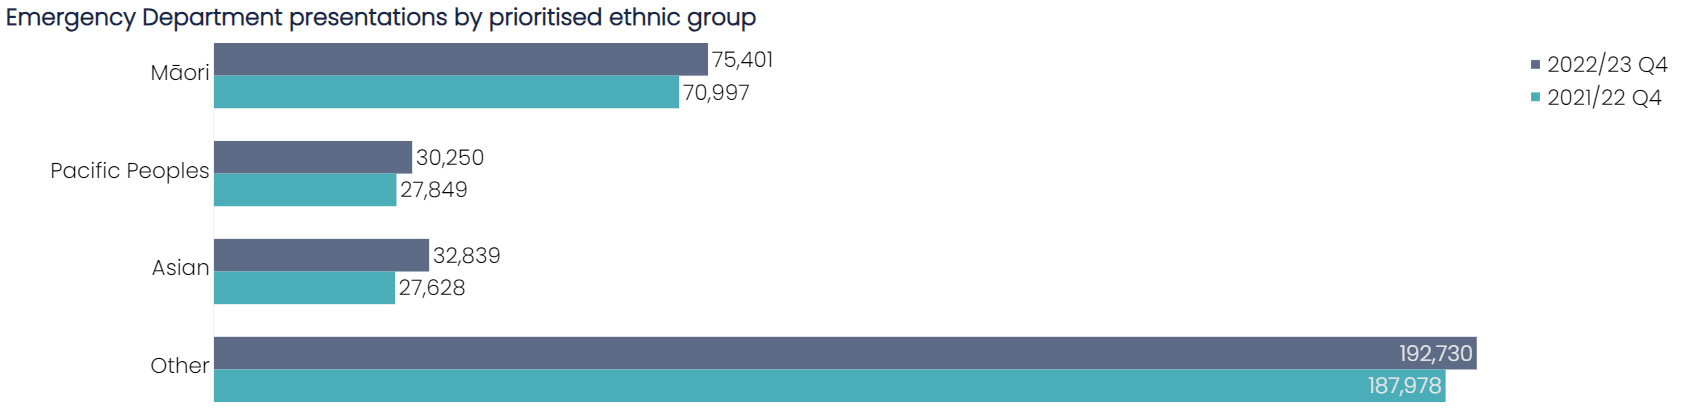 Emergency Department presentations by prioritised ethnic group
2022/23 Q4
2021/22 Q4
Māori
75,401
70,997
Pacific Peoples
30,250
27,849
Asian
32,839
27,628
Other
192,730
187,978